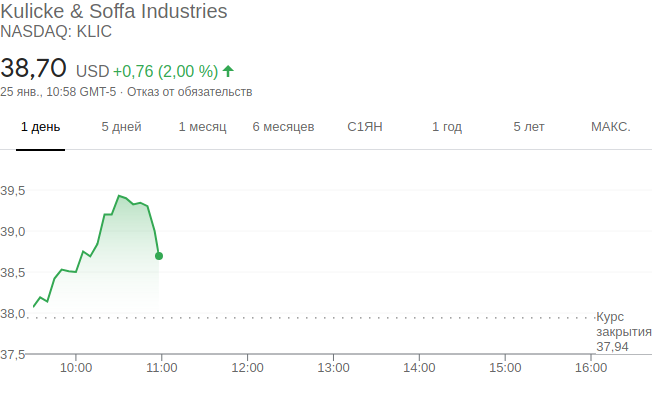 Kulicke & Soffa Industries
NASDAQ: KLIC
38,70 USD +0,76 (2,00 %)
25 янв., 10:58 GMT-5 · Отказ от обязательств
1 день 5 дней 1 месяц 6 месяцев С1ЯН 1 год 5 лет МАКС.
39,5
39,0
38,5
38,0
Курс
закрытия
37,94
37,5
10:00 11:00 12:00 13:00 14:00 15:00 16:00